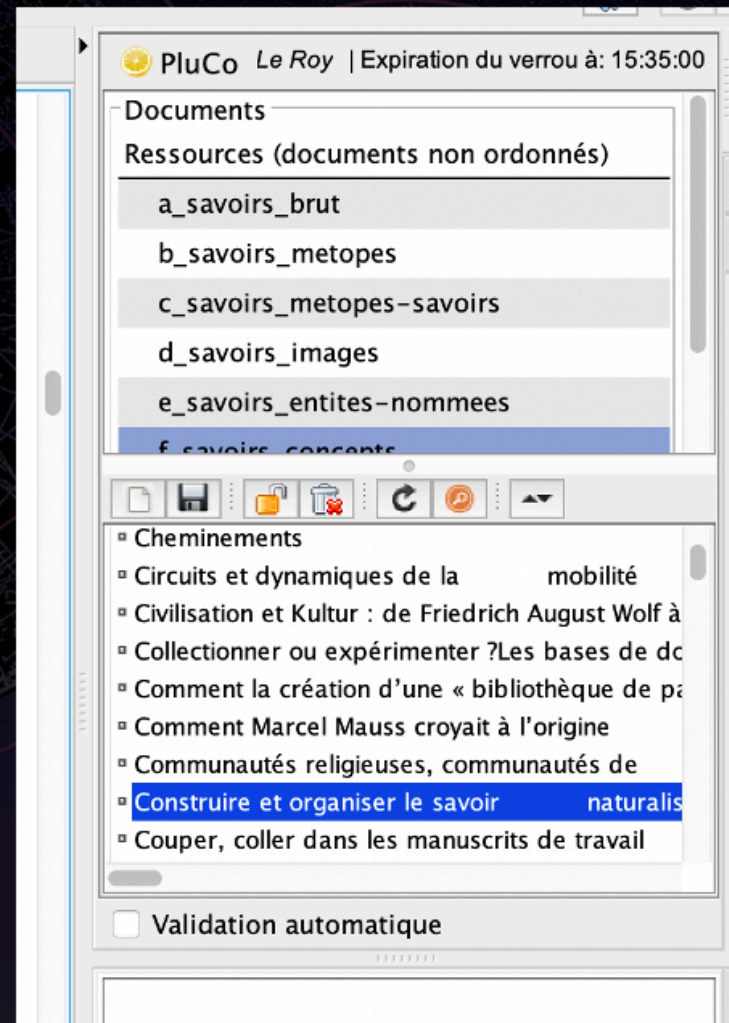 PluCo Le Roy | Expiration du verrou à: 15:35:00
Documents
Ressources (documents non ordonnés)
a_savoirs_brut
b_savoirs_metopes
c_savoirs_metopes-savoirs
d_savoirs_images
e_savoirs_entites-nommees
f_savoirs_concepts
Cheminements
Circuits et dynamiques de la mobilité
Civilisation et Kultur : de Friedrich August Wolf à
Collectionner ou expérimenter ?Les bases de do
Comment la création d'une « bibliothèque de pa
Comment Marcel Mauss croyait à l'origine
Communautés religieuses, communautés de
Construire et organiser le savoir naturalis
Couper, coller dans les manuscrits de travail
Validation automatique